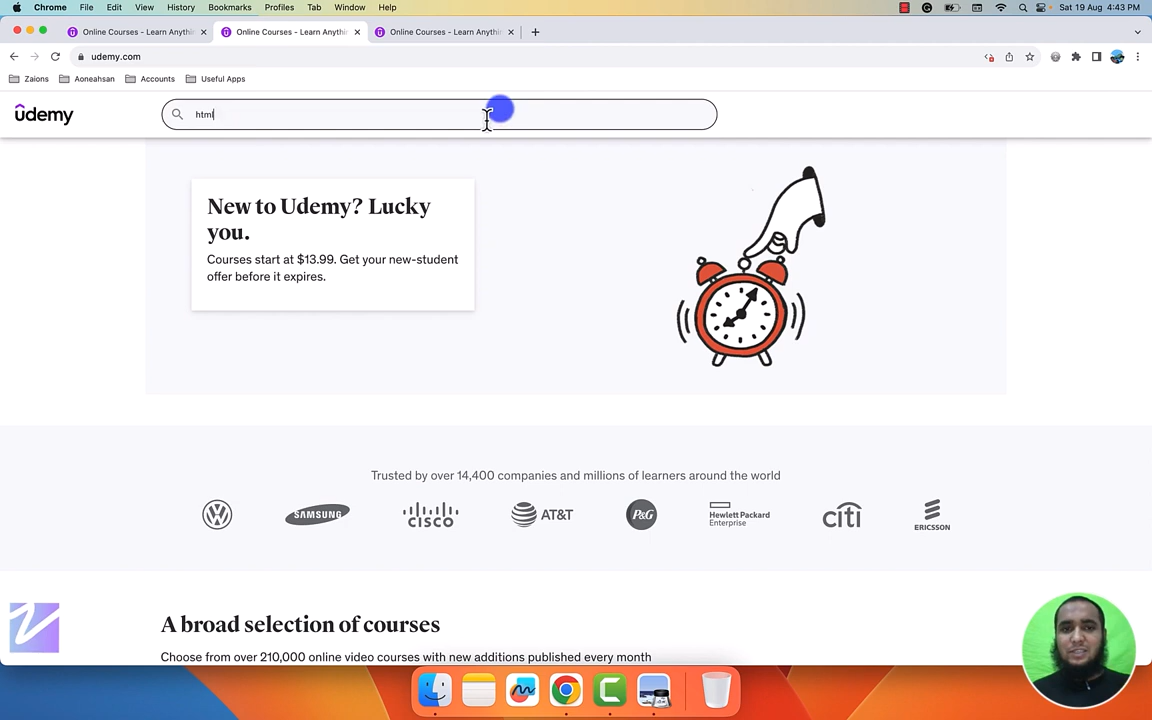 Chrome File Edit View History Bookmarks Profiles Tab Window Help Sat 19 Aug 4:43 PM
Online Courses - Learn Anythi Online Courses - Learn Anythi Online Courses - Learn Anythi
udemy.com
Zaions Aoneahsan Accounts Useful Apps
ûdemy html
New to Udemy? Lucky
you.
Courses start at $13.99. Get your new-student
offer before it expires.
Trusted by over 14,400 companies and millions of learners around the world
SAMSUNG CISCO AT&T P&G Hewlett Packard
Enterprise citi ERICSSON
A broad selection of courses
Choose from over 210,000 online video courses with new additions published every month